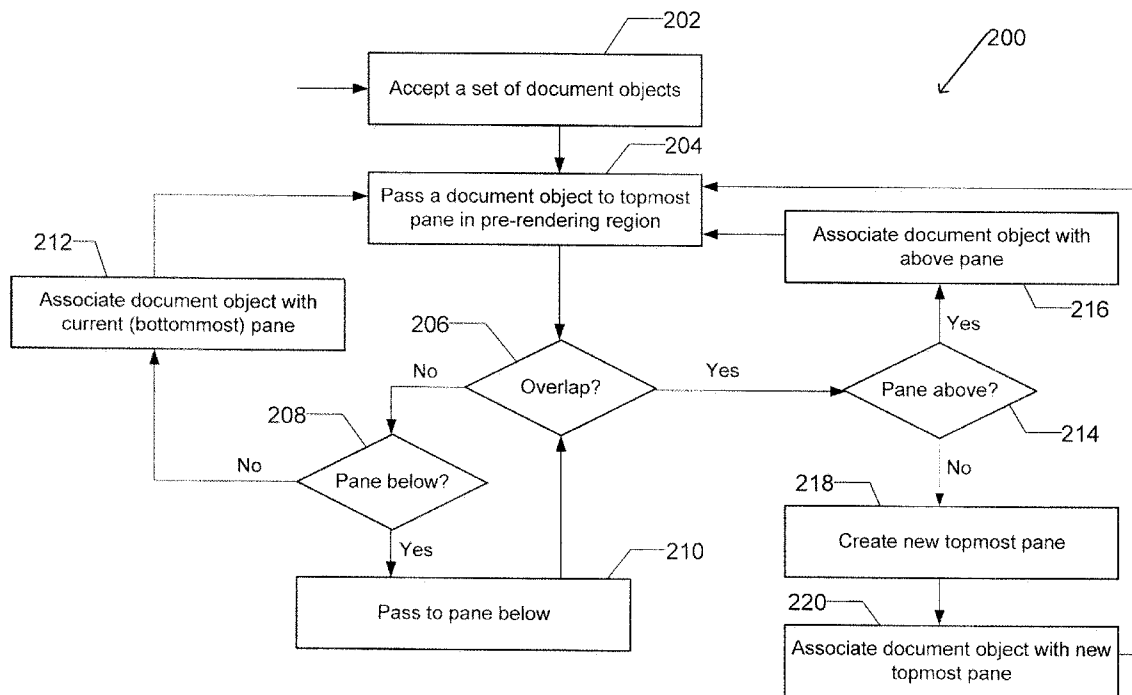 202
200
Accept a set of document objects
204
Pass a document object to topmost
pane in pre-rendering region
212
Associate document object with
above pane
216
Associate document object with
current (bottommost) pane
206
Yes
No
Overlap?
Yes
Pane above?
214
208
No
Pane below?
No
218
Yes
210
Create new topmost pane
Pass to pane below
220
Associate document object with new
topmost pane